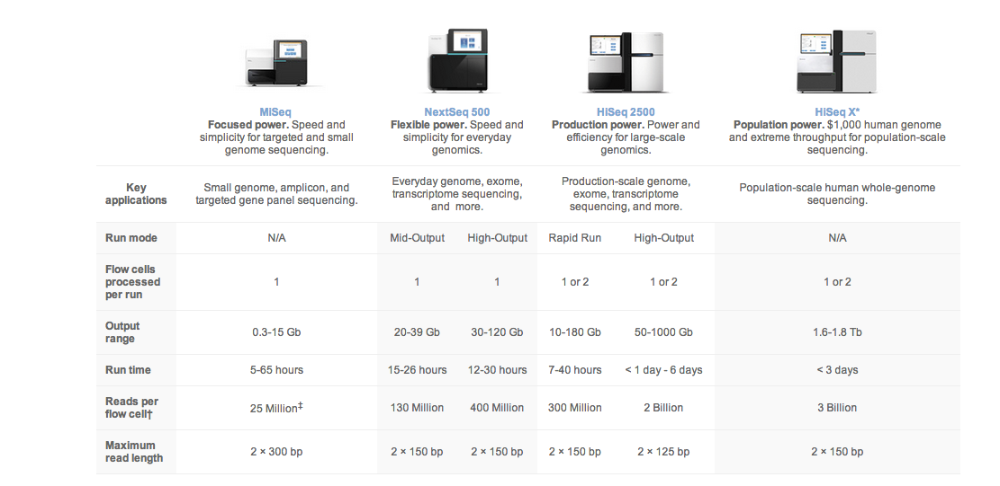 MiSeq
Focused power. Speed and
simplicity for targeted and small
genome sequencing.
NextSeq 500
Flexible power. Speed and
simplicity for everyday
genomics.
HiSeq 2500
Production power. Power and
efficiency for large-scale
genomics.
HiSeq X*
Population power. $1,000 human genome
and extreme throughput for population-scale
sequencing.
Key
applications
Small genome, amplicon, and
targeted gene panel sequencing.
Everyday genome, exome,
transcriptome sequencing,
and more.
Production-scale genome,
exome, transcriptome
sequencing, and more.
Population-scale human whole-genome
sequencing.
Run mode
N/A
Mid-Output
High-Output
Rapid Run
High-Output
N/A
Flow cells
processed
per run
1
1
1
1 or 2
1 or 2
1 or 2
Output
range
0.3-15 Gb
20-39 Gb
30-120 Gb
10-180 Gb
50-1000 Gb
1.6-1.8 Tb
Run time
5-65 hours
15-26 hours
12-30 hours
7-40 hours
< 1 day - 6 days
< 3 days
Reads per
flow cell†
25 Million‡
130 Million
400 Million
300 Million
2 Billion
3 Billion
Maximum
read length
2 × 300 bp
2 × 150 bp
2 × 150 bp
2 × 150 bp
2 × 125 bp
2 × 150 bp